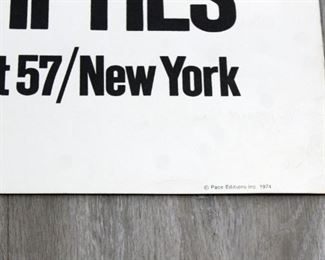 t 57/New York
© Pace Editions Inc. 1974